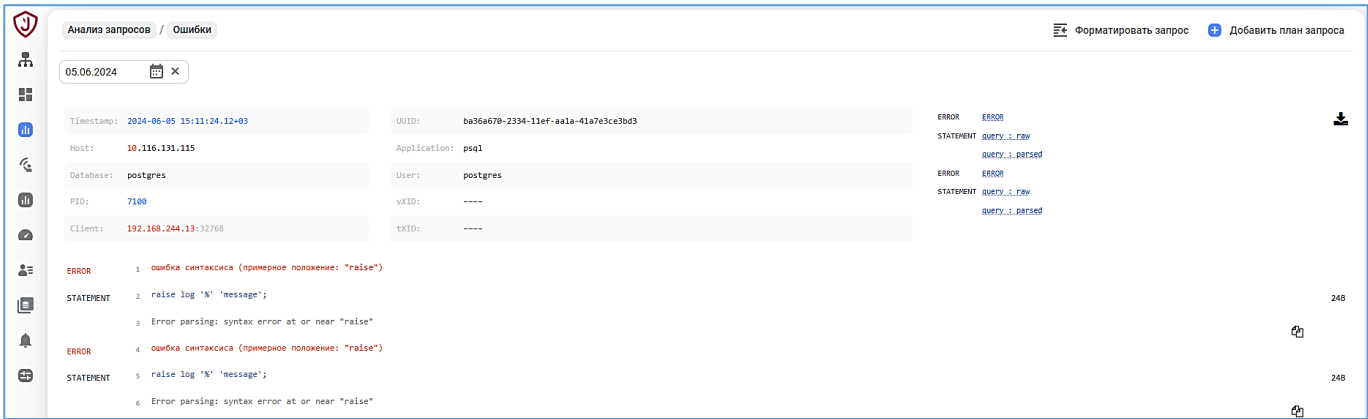 Анализ запросов / Ошибки
Форматировать запрос
Добавить план запроса
05.06.2024
Timestamp: 2024-06-05 15:11:24.12+03
UUID: ba36a670-2334-11ef-aa1a-41a7e3ce3bd3
Host: 10.116.131.115
Application: psql
Database: postgres
User: postgres
PID: 7100
vXID: ----
Client: 192.168.244.13:32768
tXID: ----
ERROR ERROR
STATEMENT query : raw
query : parsed
ERROR ERROR
STATEMENT query : raw
query : parsed
ERROR 1 ошибка синтаксиса (примерное положение: "raise")
STATEMENT 2 raise log '%' 'message'; 248
3 Error parsing: syntax error at or near "raise"
ERROR 4 ошибка синтаксиса (примерное положение: "raise")
STATEMENT 5 raise log '%' 'message'; 248
6 Error parsing: syntax error at or near "raise"